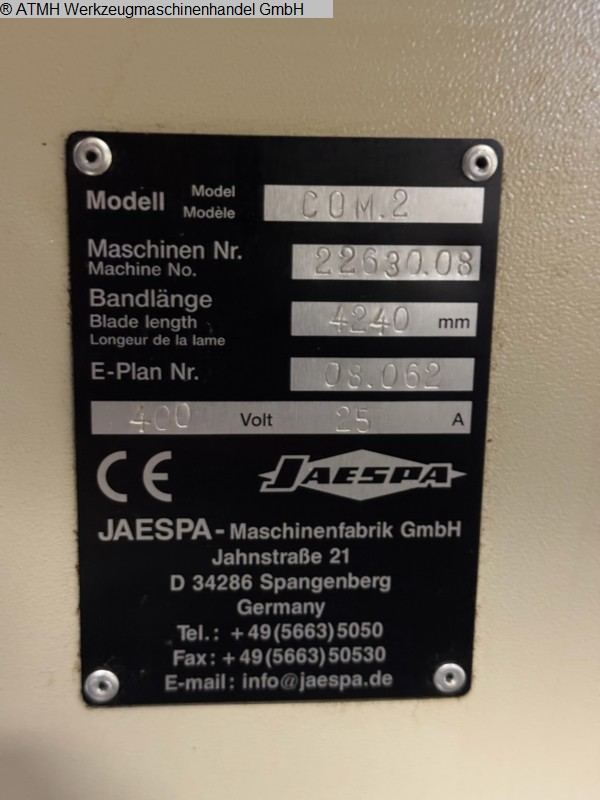 ® ATMH Werkzeugmaschinenhandel GmbH
Modell Model Modèle COM.2
Maschinen Nr. 22630.08
Machine No.
Bandlänge
Blade length 4240 mm
Longeur de la lame
E-Plan Nr. 08.062
400 Volt 25 A
CE JAESPA
JAESPA-Maschinenfabrik GmbH
Jahnstraße 21
D 34286 Spangenberg
Germany
Tel.: +49(5663)5050
Fax: +49(5663)50530
E-mail: info@jaespa.de